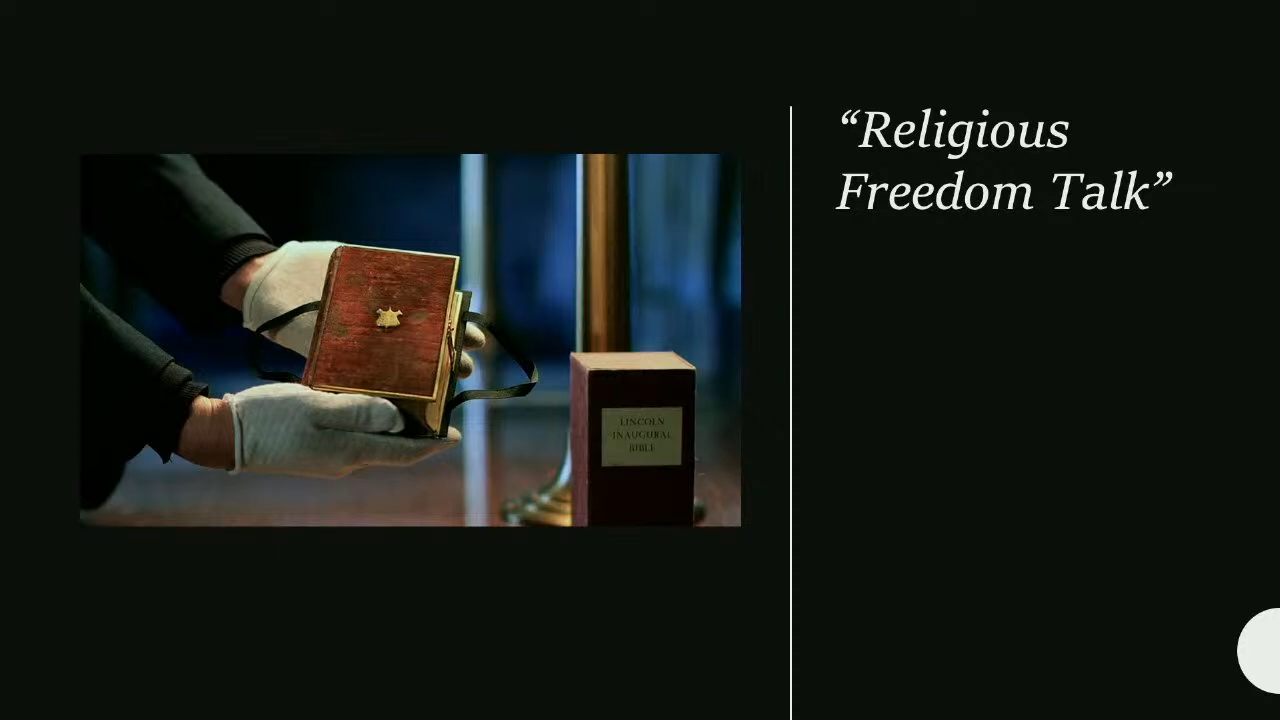 “Religious
Freedom Talk”
LINCOLN
INAUGURAL
BIBLE